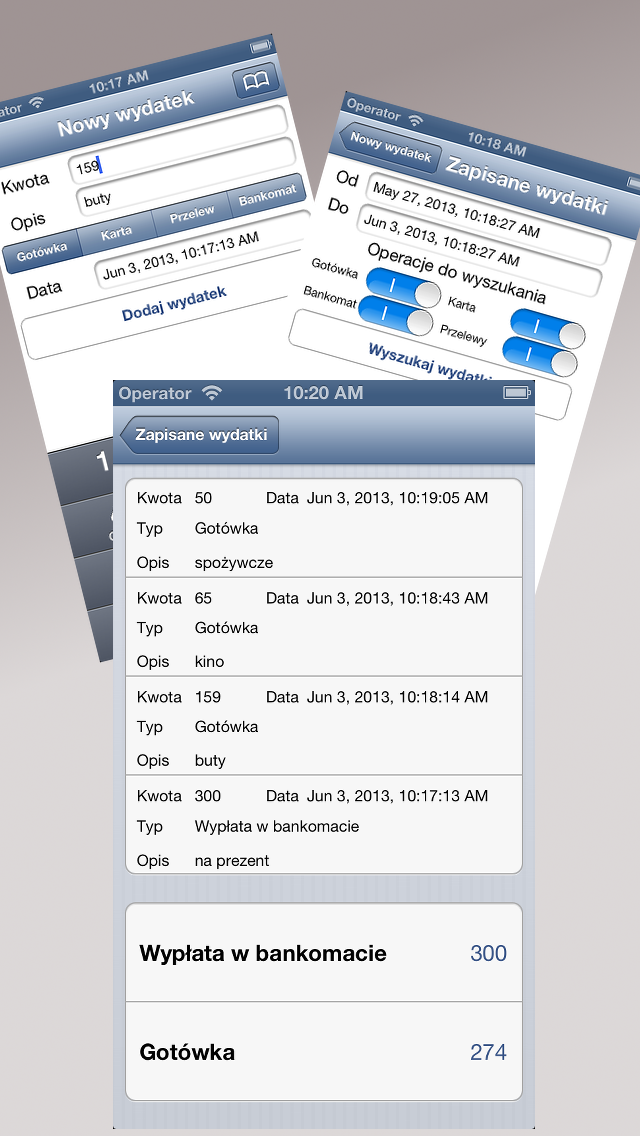 ator 10:17 AM
Nowy wydatek
Kwota 159
Opis buty
Gotówka Karta Przelew Bankomat
Data Jun 3, 2013, 10:17:13 AM
Dodaj wydatek
1
Operator 10:18 AM
Nowy wydatek Zapisane wydatki
Od May 27, 2013, 10:18:27 AM
Do Jun 3, 2013, 10:18:27 AM
Operacje do wyszukania
Gotówka Karta
Bankomat Przelewy
Wyszukaj wydatki
Operator 10:20 AM
Zapisane wydatki
Kwota 50 Data Jun 3, 2013, 10:19:05 AM
Typ Gotówka
Opis spożywcze
Kwota 65 Data Jun 3, 2013, 10:18:43 AM
Typ Gotówka
Opis kino
Kwota 159 Data Jun 3, 2013, 10:18:14 AM
Typ Gotówka
Opis buty
Kwota 300 Data Jun 3, 2013, 10:17:13 AM
Typ Wypłata w bankomacie
Opis na prezent
Wypłata w bankomacie 300
Gotówka 274